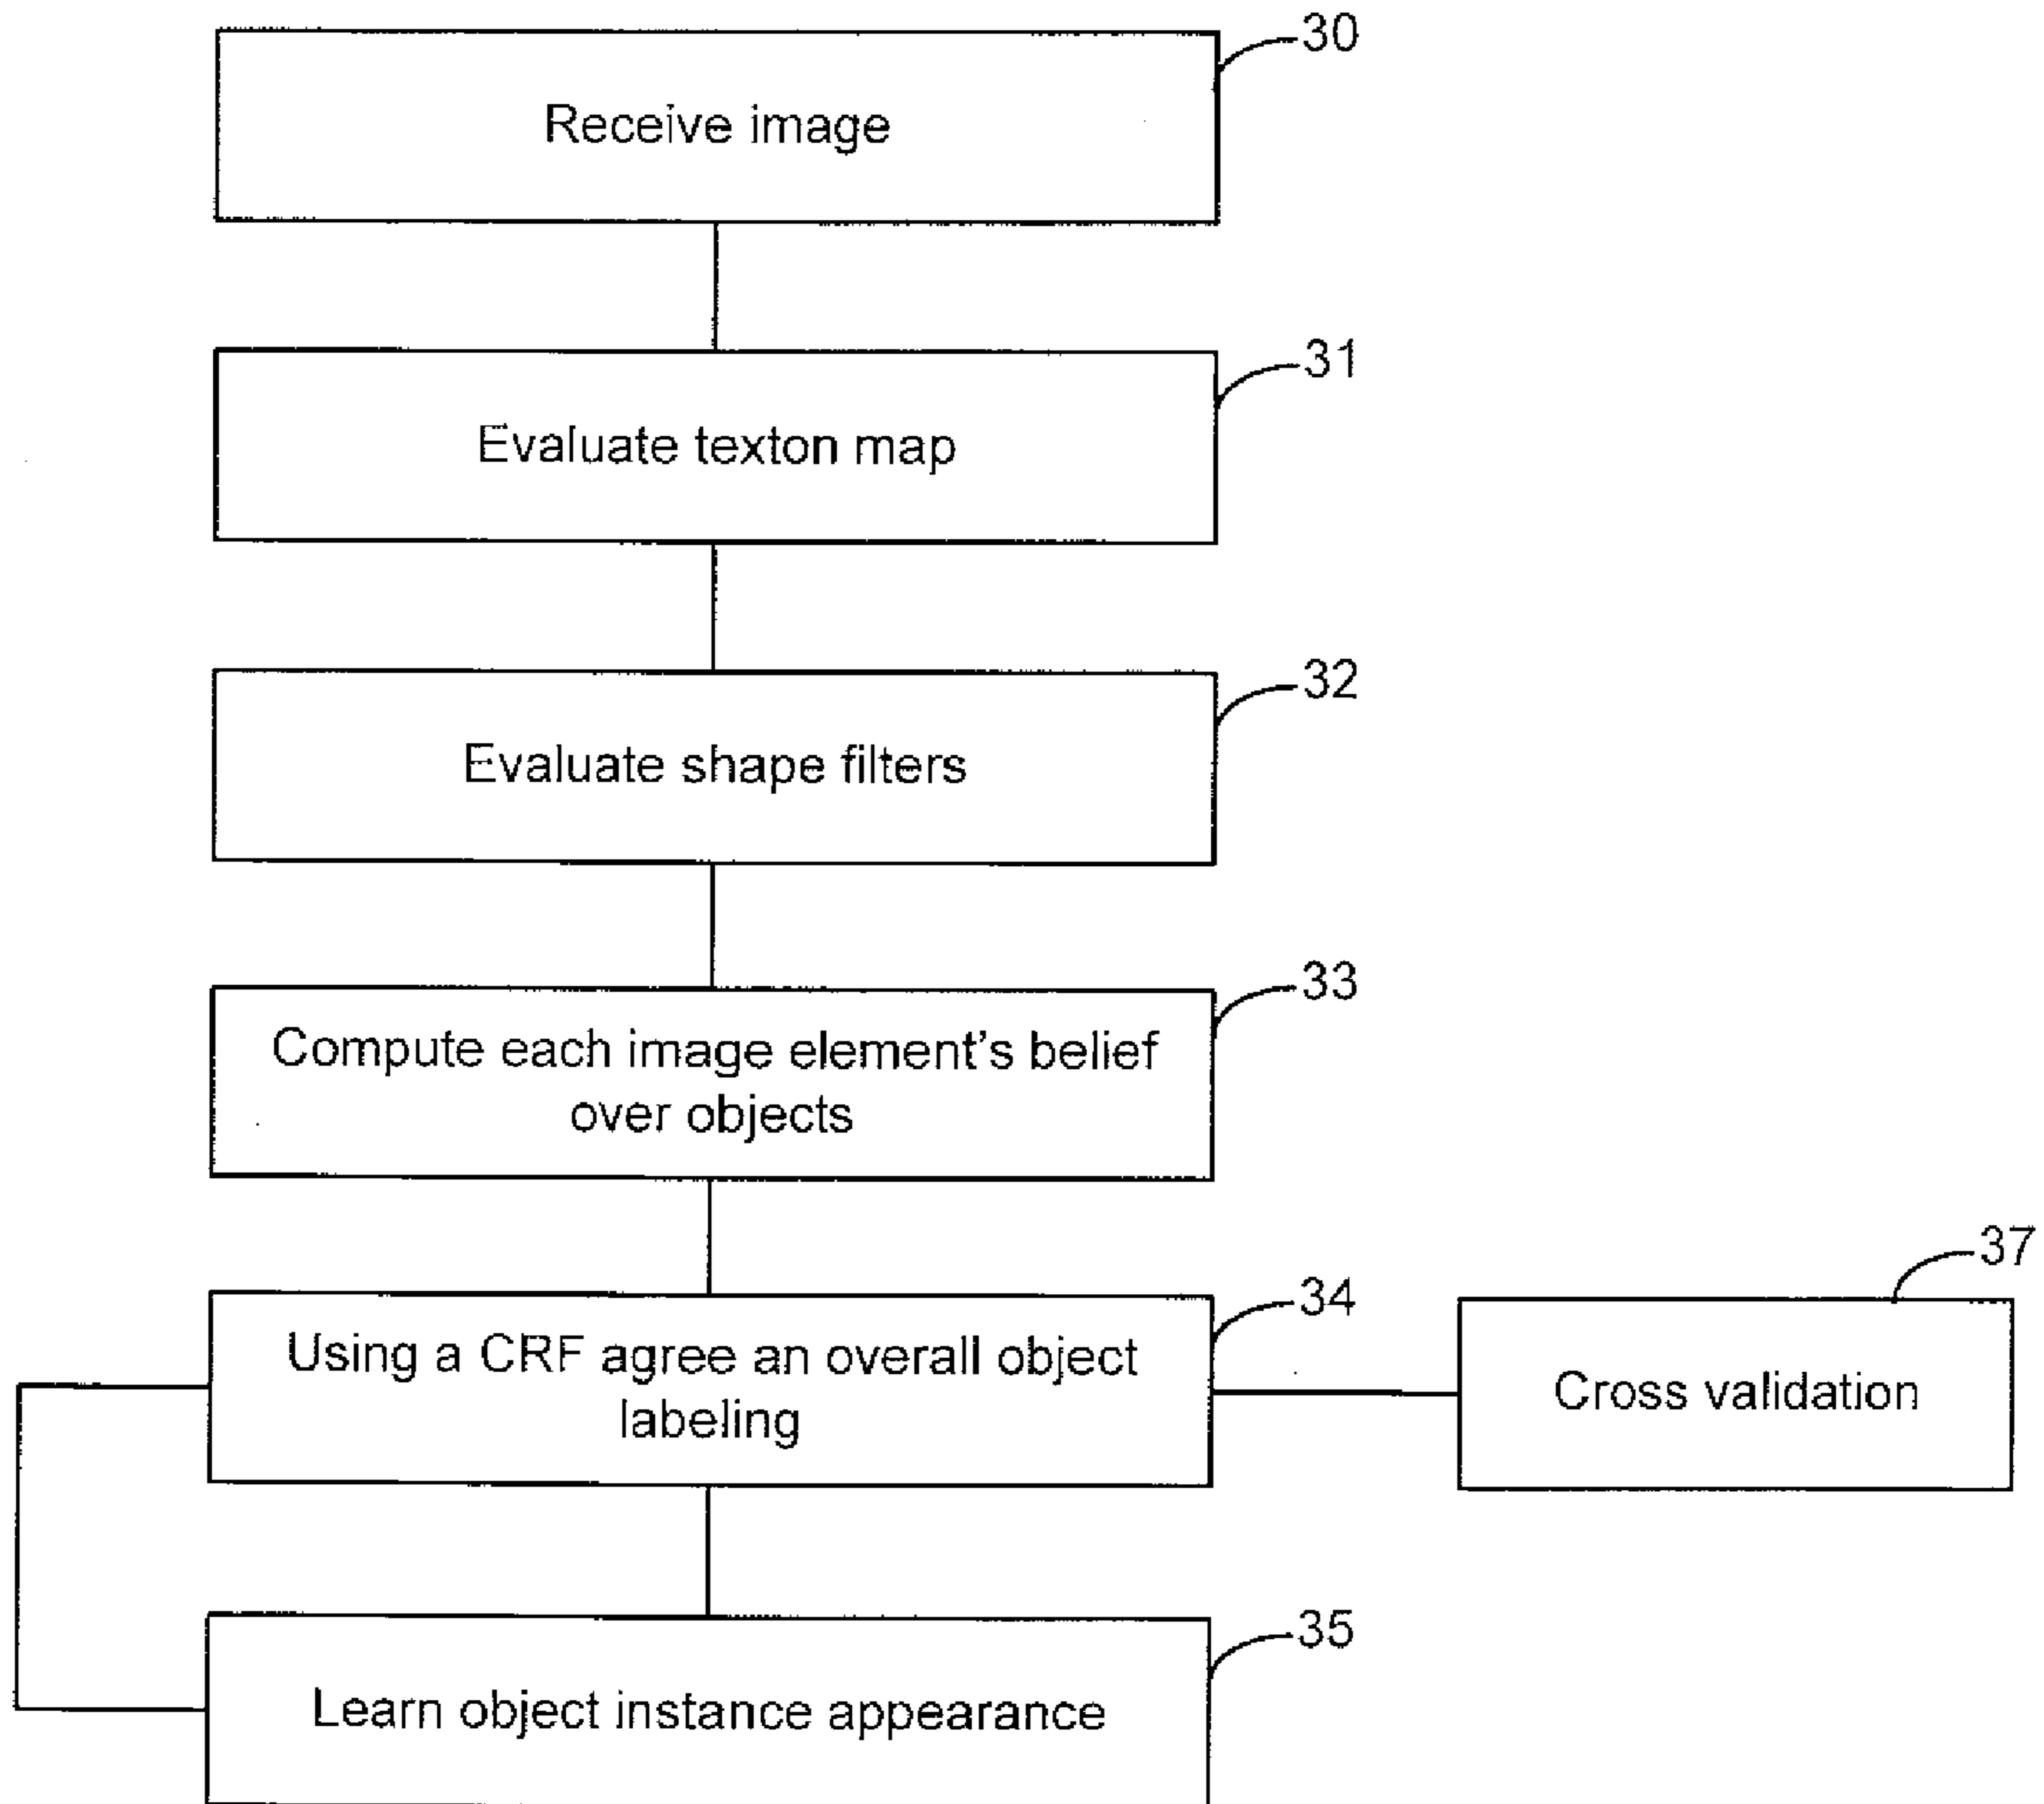 30
Receive image
31
Evaluate texton map
32
Evaluate shape filters
33
Compute each image element's belief
over objects
34
Using a CRF agree an overall object
labeling
37
Cross validation
35
Learn object instance appearance